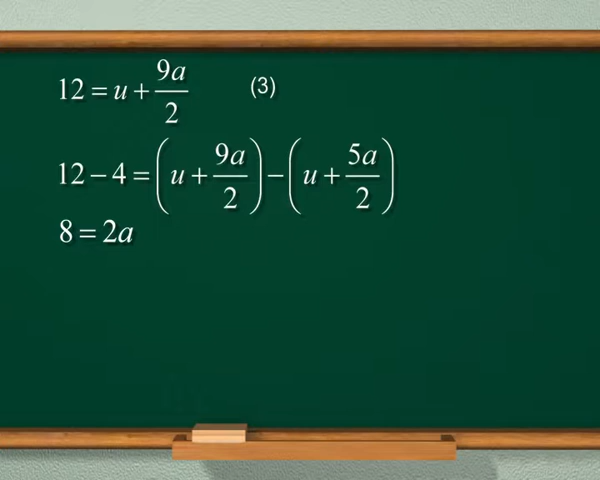 12 = u + 9a/2 (3)
12 − 4 = (u + 9a/2) − (u + 5a/2)
8 = 2a